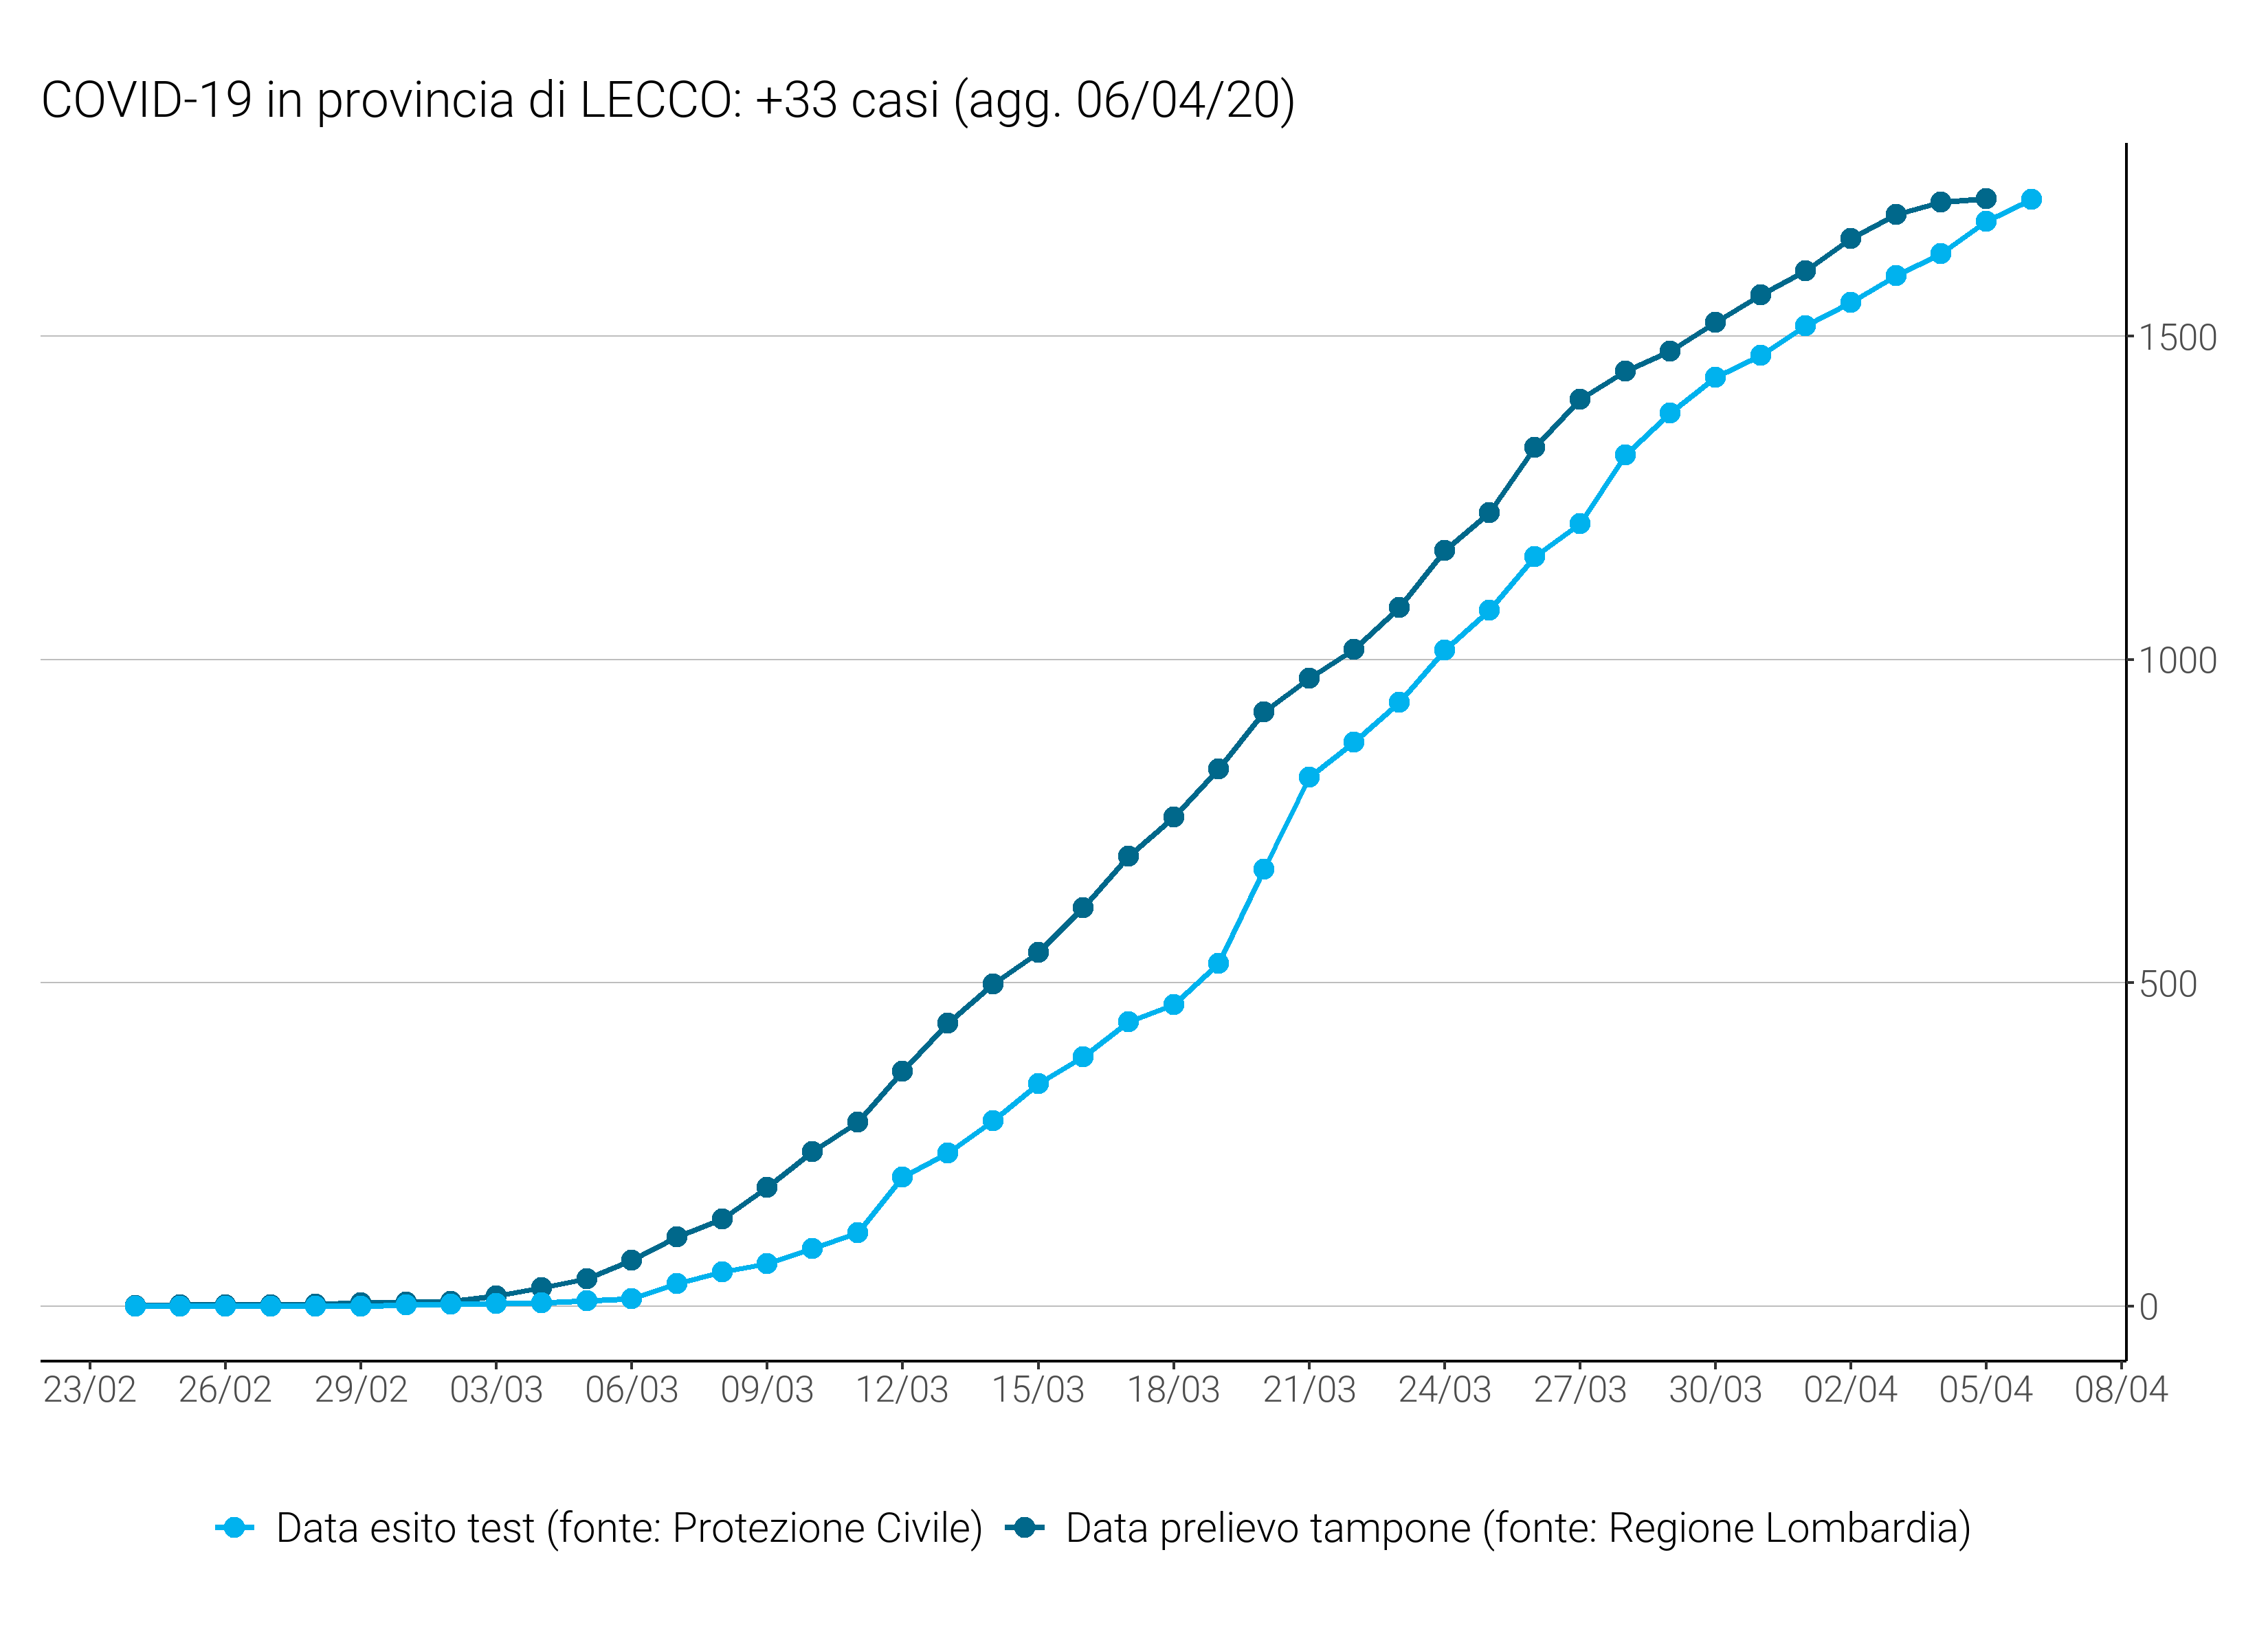 COVID-19 in provincia di LECCO: +33 casi (agg. 06/04/20)
1500
1000
500
0
23/02 26/02 29/02 03/03 06/03 09/03 12/03 15/03 18/03 21/03 24/03 27/03 30/03 02/04 05/04 08/04
Data esito test (fonte: Protezione Civile) Data prelievo tampone (fonte: Regione Lombardia)